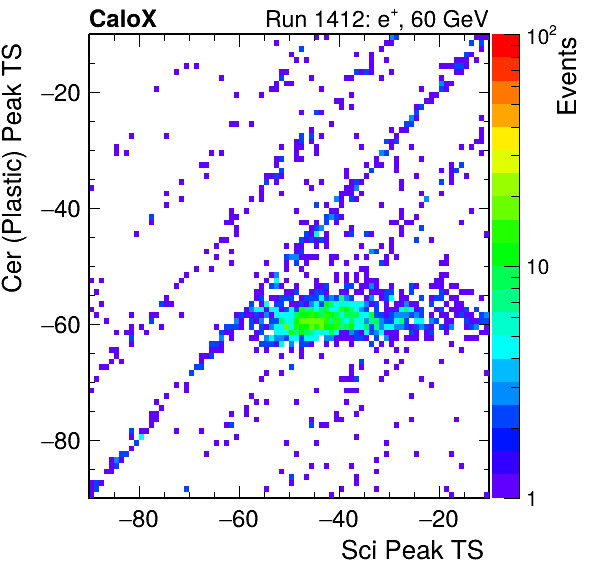 CaloX Run 1412: e⁺, 60 GeV
10²
Events
10
1
Cer (Plastic) Peak TS
−20
−40
−60
−80
−80 −60 −40 −20
Sci Peak TS